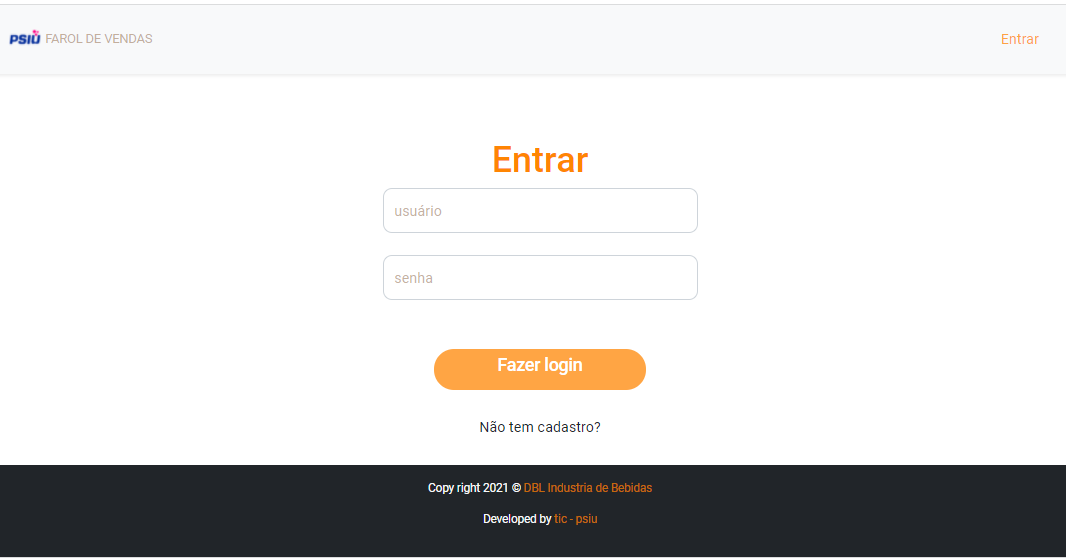 PSIÙ FAROL DE VENDAS
Entrar
Entrar
usuário
senha
Fazer login
Não tem cadastro?
Copy right 2021 © DBL Industria de Bebidas
Developed by tic - psiu